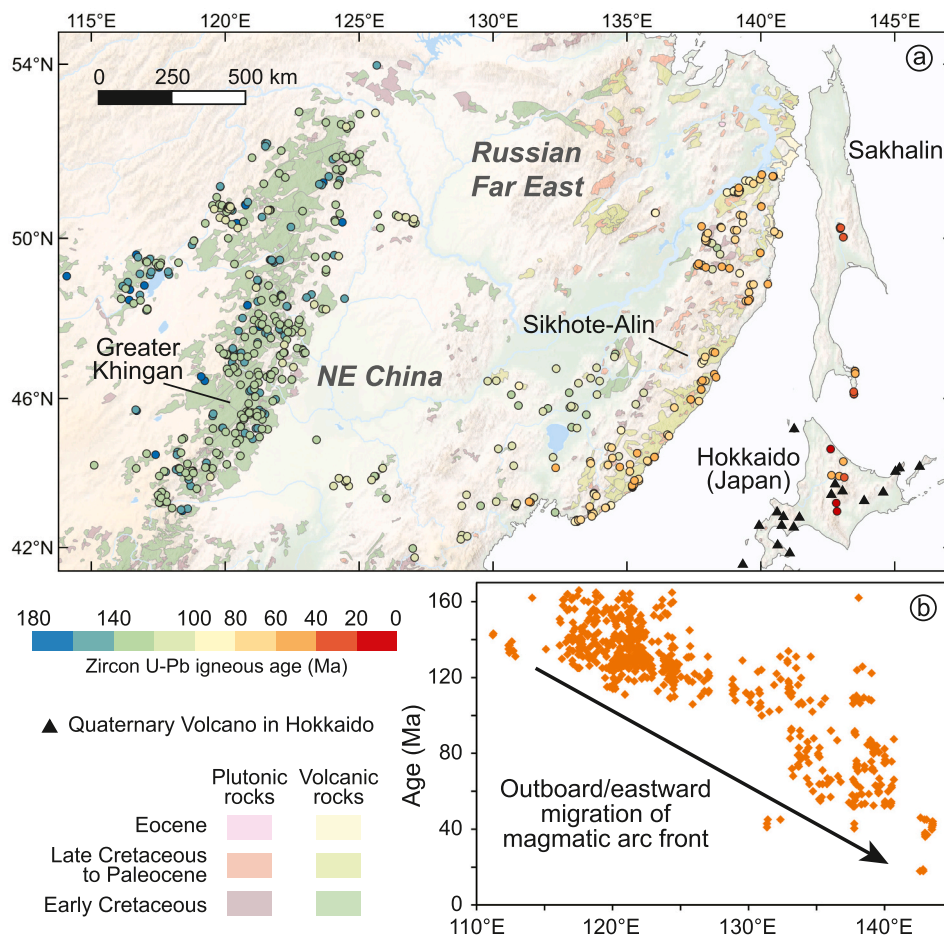 115°E 120°E 125°E 130°E 135°E 140°E 145°E
54°N
50°N
46°N
42°N
0 250 500 km
a
Russian
Far East
Sakhalin
Sikhote-Alin
Greater
Khingan
NE China
Hokkaido
(Japan)
180 140 100 80 60 40 20 0
Zircon U-Pb igneous age (Ma)
▲ Quaternary Volcano in Hokkaido
Plutonic
rocks
Volcanic
rocks
Eocene
Late Cretaceous
to Paleocene
Early Cretaceous
b
160
120
80
40
0
Age (Ma)
Outboard/eastward
migration of
magmatic arc front
110°E 120°E 130°E 140°E